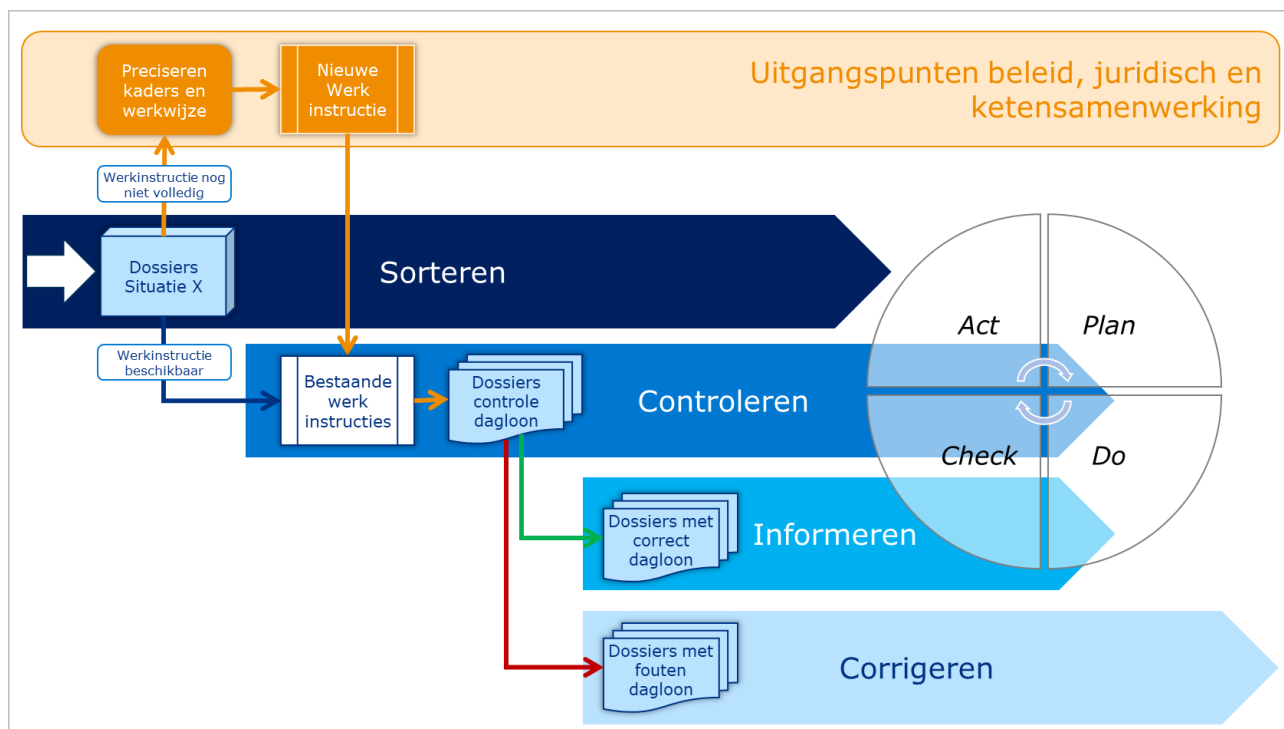 Preciseren
kaders en
werkwijze
Nieuwe
Werk
instructie
Uitgangspunten beleid, juridisch en
ketensamenwerking
Werkinstructie nog
niet volledig
Dossiers
Situatie X
Sorteren
Werkinstructie
beschikbaar
Bestaande
werk
instructies
Dossiers
controle
dagloon
Controleren
Act
Plan
Check
Do
Dossiers met
correct
dagloon
Informeren
Dossiers met
fouten
dagloon
Corrigeren